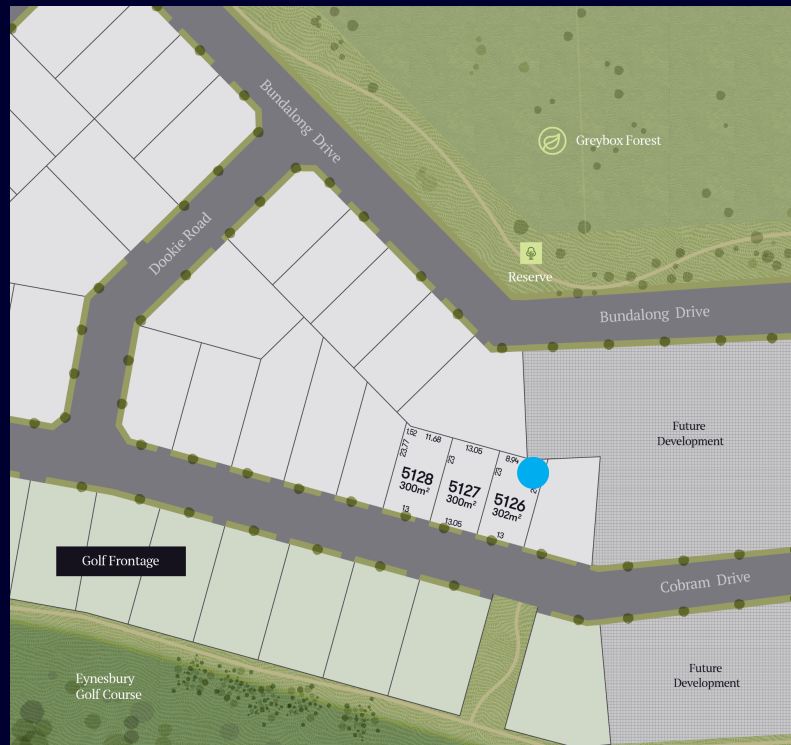 Bundalong Drive
Greybox Forest
Dookie Road
Reserve
Bundalong Drive
Future
Development
1.52
11.68
23.77
5128
300m²
13
13.05
23
5127
300m²
13.05
8.94
23
5126
302m²
13
Golf Frontage
Cobram Drive
Eynesbury
Golf Course
Future
Development